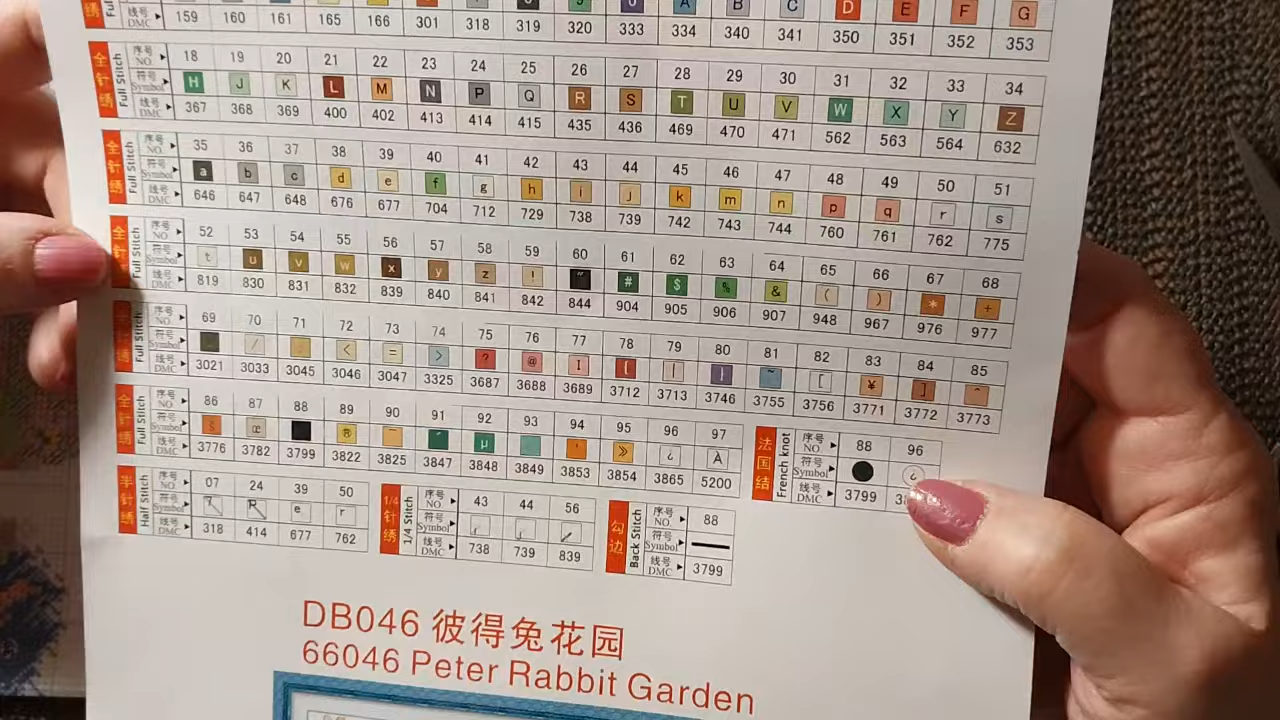 绣 Full 线号 DMC 159 160 161 165 166 301 318 319 320 333 334 340 341 350 351 352 353
全针绣 Full Stitch
序号 NO. 18 19 20 21 22 23 24 25 26 27 28 29 30 31 32 33 34
符号 Symbol H J K L M N P Q R S T U V W X Y Z
线号 DMC 367 368 369 400 402 413 414 415 435 436 469 470 471 562 563 564 632
全针绣 Full Stitch
序号 NO. 35 36 37 38 39 40 41 42 43 44 45 46 47 48 49 50 51
符号 Symbol a b c d e f g h i j k m n p q r s
线号 DMC 646 647 648 676 677 704 712 729 738 739 742 743 744 760 761 762 775
全针 Full Stitch
序号 NO. 52 53 54 55 56 57 58 59 60 61 62 63 64 65 66 67 68
符号 Symbol t u v w x y z ! " # $ % & ( ) * +
线号 DMC 819 830 831 832 839 840 841 842 844 904 905 906 907 948 967 976 977
全针绣 Full Stitch
序号 NO. 69 70 71 72 73 74 75 76 77 78 79 80 81 82 83 84 85
符号 Symbol / : < = > ? @ I [ | } ~ [ ¥ ] ^
线号 DMC 3021 3033 3045 3046 3047 3325 3687 3688 3689 3712 3713 3746 3755 3756 3771 3772 3773
全针绣 Full Stitch
序号 NO. 86 87 88 89 90 91 92 93 94 95 96 97
符号 Symbol § œ ® ¯ ´ µ ' » ¿ À
线号 DMC 3776 3782 3799 3822 3825 3847 3848 3849 3853 3854 3865 5200
法国结 French knot
序号 NO. 88 96
符号 Symbol ● ¿
线号 DMC 3799
半针绣 Half Stitch
序号 NO. 07 24 39 50
符号 Symbol 7 P e r
线号 DMC 318 414 677 762
1/4针绣 1/4 Stitch
序号 NO. 43 44 56
符号 Symbol
线号 DMC 738 739 839
勾边 Back Stitch
序号 NO. 88
符号 Symbol
线号 DMC 3799
DB046 彼得兔花园
66046 Peter Rabbit Garden